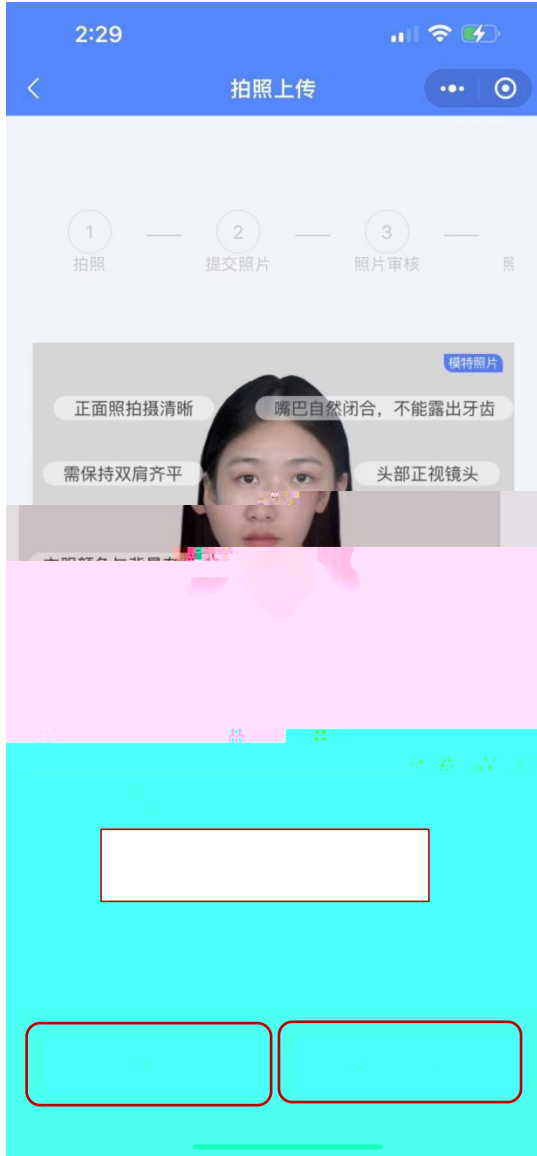 2:29
拍照上传
1
2
3
拍照
提交照片
照片审核
模特照片
正面照拍摄清晰
嘴巴自然闭合，不能露出牙齿
需保持双肩齐平
头部正视镜头